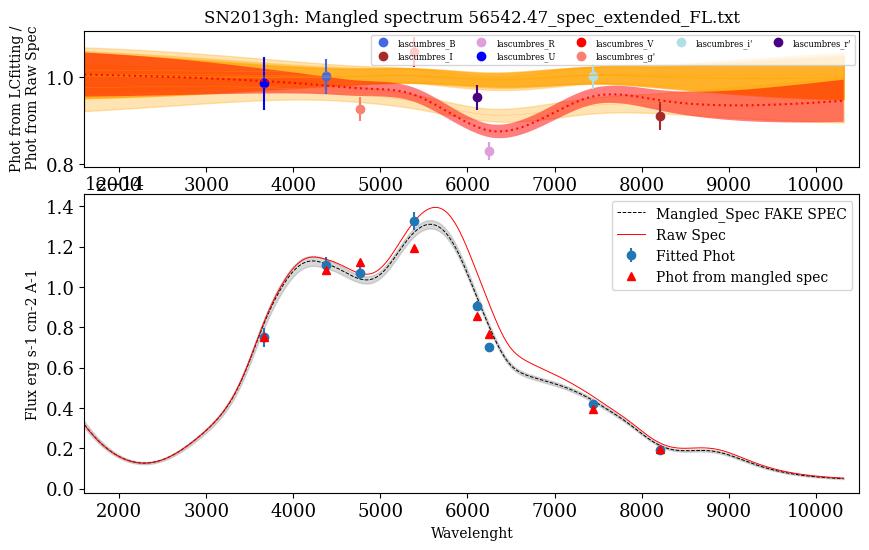 SN2013gh: Mangled spectrum 56542.47_spec_extended_FL.txt
Phot from LCfitting /
Phot from Raw Spec
1.0
0.8
lascumbres_B
lascumbres_R
lascumbres_V
lascumbres_i'
lascumbres_r'
lascumbres_I
lascumbres_U
lascumbres_g'
2000 3000 4000 5000 6000 7000 8000 9000 10000
1e−14
Flux erg s-1 cm-2 A-1
1.4
1.2
1.0
0.8
0.6
0.4
0.2
0.0
Mangled_Spec FAKE SPEC
Raw Spec
Fitted Phot
Phot from mangled spec
2000 3000 4000 5000 6000 7000 8000 9000 10000
Wavelenght